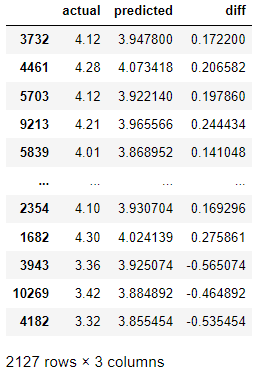 actual predicted diff
3732 4.12 3.947800 0.172200
4461 4.28 4.073418 0.206582
5703 4.12 3.922140 0.197860
9213 4.21 3.965566 0.244434
5839 4.01 3.868952 0.141048
... ... ... ...
2354 4.10 3.930704 0.169296
1682 4.30 4.024139 0.275861
3943 3.36 3.925074 -0.565074
10269 3.42 3.884892 -0.464892
4182 3.32 3.855454 -0.535454
2127 rows × 3 columns